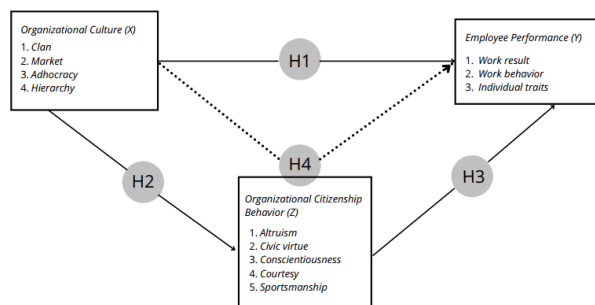 Organizational Culture (X)
1. Clan
2. Market
3. Adhocracy
4. Hierarchy
H1
Employee Performance (Y)
1. Work result
2. Work behavior
3. Individual traits
H2
H4
H3
Organizational Citizenship
Behavior (Z)
1. Altruism
2. Civic virtue
3. Conscientiousness
4. Courtesy
5. Sportsmanship